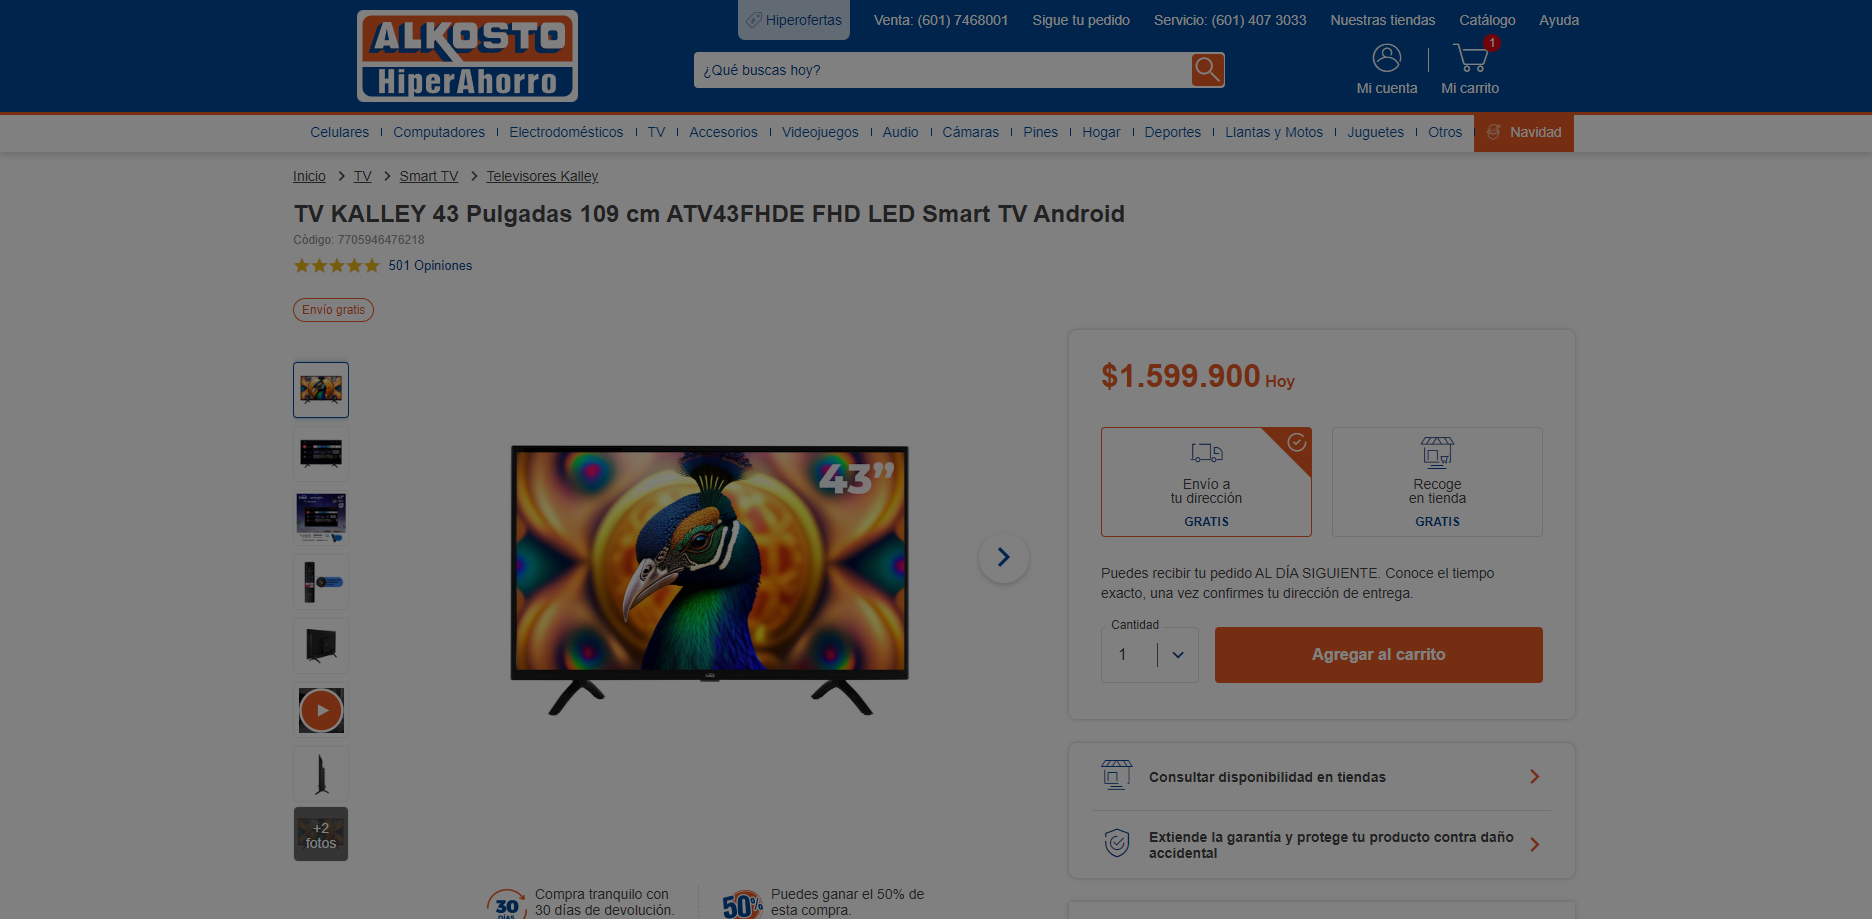 ALKOSTO
HiperAhorro
Hiperofertas
Venta: (601) 7468001
Sigue tu pedido
Servicio: (601) 407 3033
Nuestras tiendas
Catálogo
Ayuda
¿Qué buscas hoy?
1
Mi cuenta
Mi carrito
Celulares
Computadores
Electrodomésticos
TV
Accesorios
Videojuegos
Audio
Cámaras
Pines
Hogar
Deportes
Llantas y Motos
Juguetes
Otros
Navidad
Inicio
TV
Smart TV
Televisores Kalley
TV KALLEY 43 Pulgadas 109 cm ATV43FHDE FHD LED Smart TV Android
Código: 7705946476218
501 Opiniones
Envío gratis
+2
fotos
43”
$1.599.900 Hoy
Envío a
tu dirección
GRATIS
Recoge
en tienda
GRATIS
Puedes recibir tu pedido AL DÍA SIGUIENTE. Conoce el tiempo
exacto, una vez confirmes tu dirección de entrega.
Cantidad
1
Agregar al carrito
Consultar disponibilidad en tiendas
Extiende la garantía y protege tu producto contra daño
accidental
30
DÍAS
Compra tranquilo con
30 días de devolución.
50%
Puedes ganar el 50% de
esta compra.